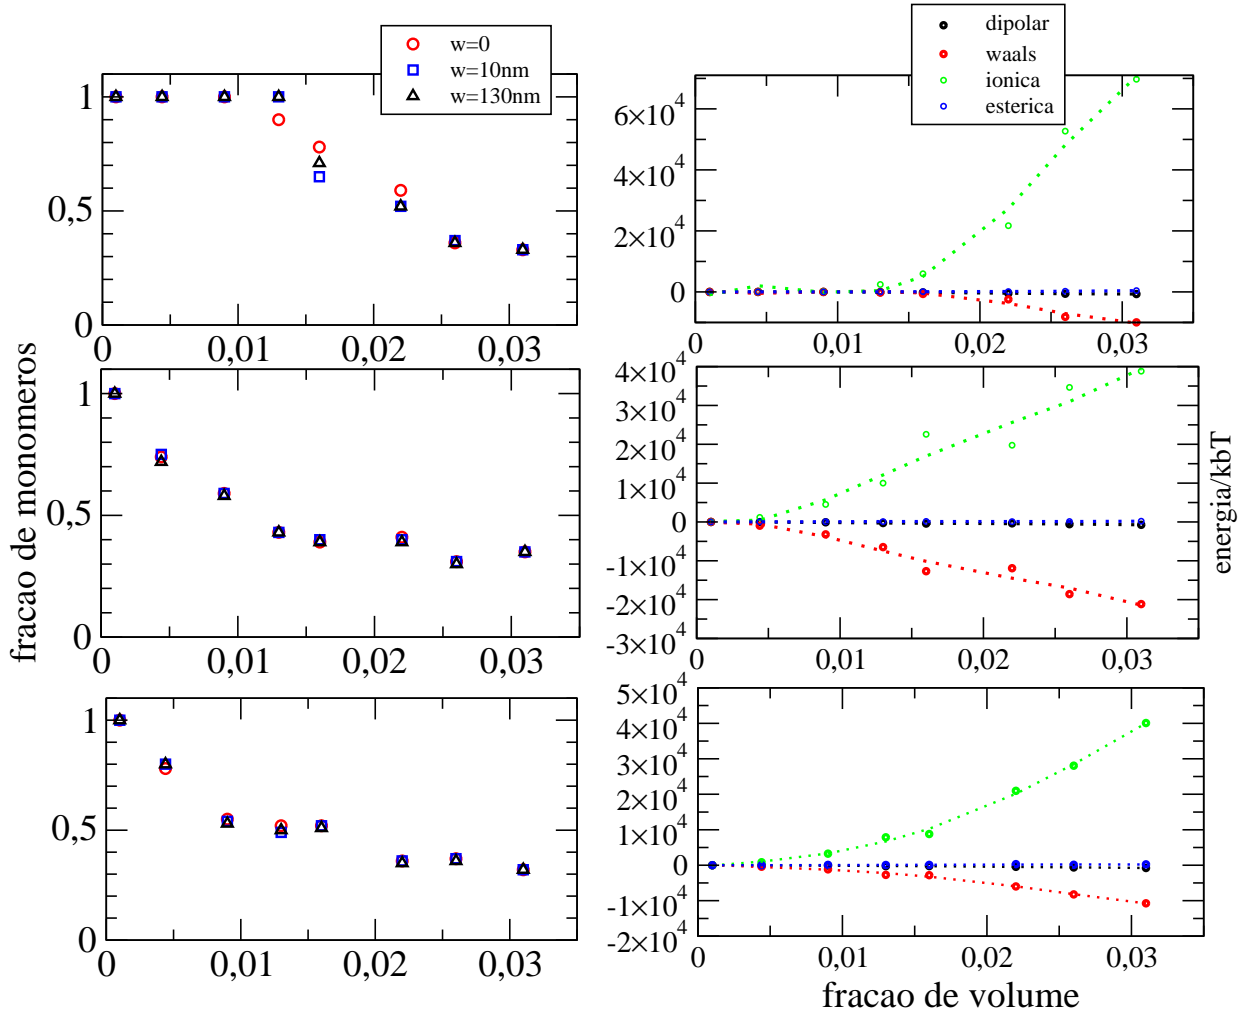 w=0
w=10nm
w=130nm
dipolar
waals
ionica
esterica
1
0,5
0
0 0,01 0,02 0,03
6×10^4
4×10^4
2×10^4
0
0 0,01 0,02 0,03
1
0,5
0
0 0,01 0,02 0,03
4×10^4
3×10^4
2×10^4
1×10^4
0
-1×10^4
-2×10^4
-3×10^4
0 0,01 0,02 0,03
1
0,5
0
0 0,01 0,02 0,03
5×10^4
4×10^4
3×10^4
2×10^4
1×10^4
0
-1×10^4
-2×10^4
0 0,01 0,02 0,03
fracao de monomeros
energia/kbT
fracao de volume